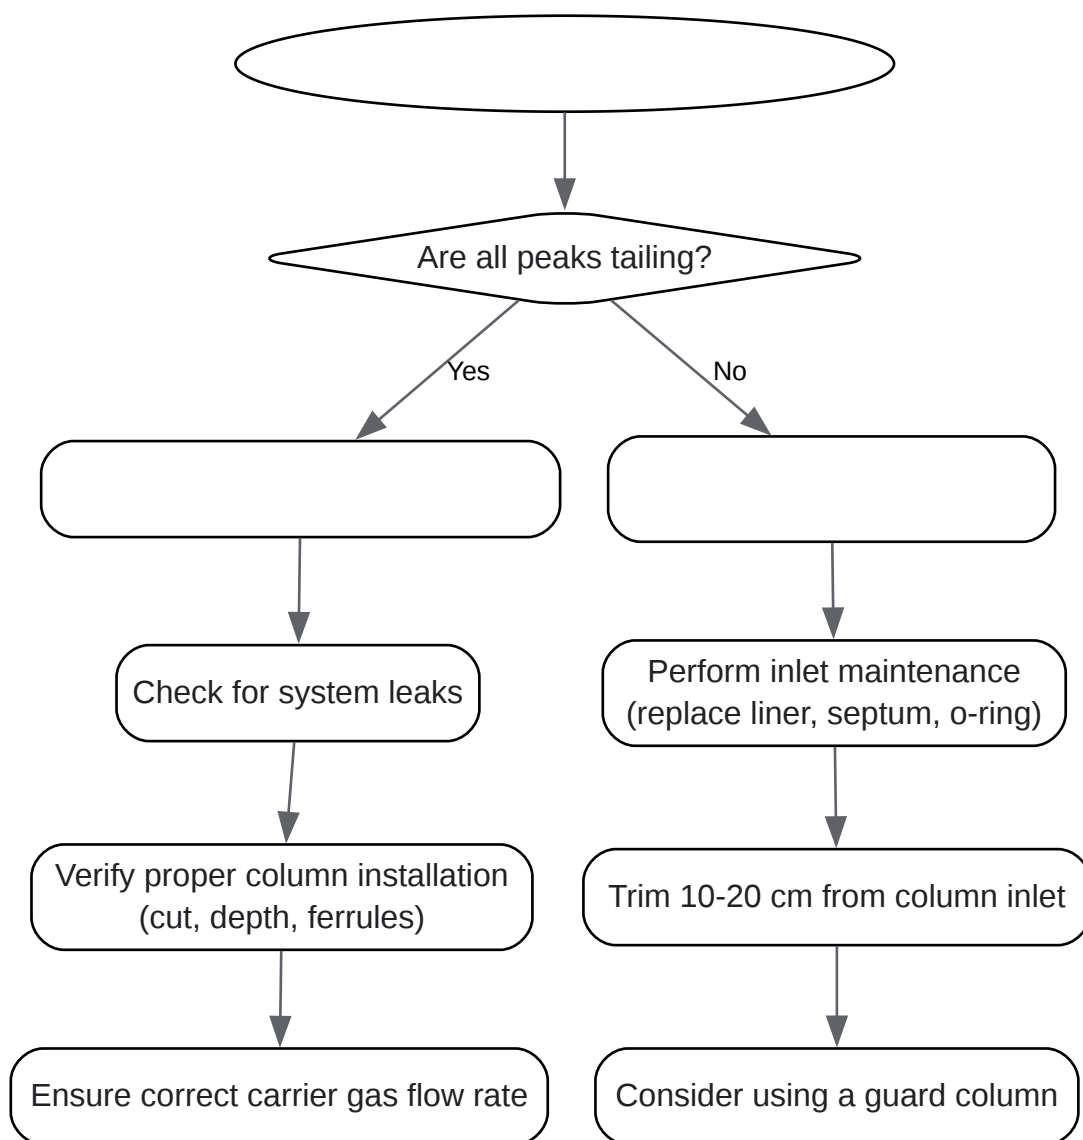 Are all peaks tailing?
Yes
No
Check for system leaks
Perform inlet maintenance
(replace liner, septum, o-ring)
Verify proper column installation
(cut, depth, ferrules)
Trim 10-20 cm from column inlet
Ensure correct carrier gas flow rate
Consider using a guard column